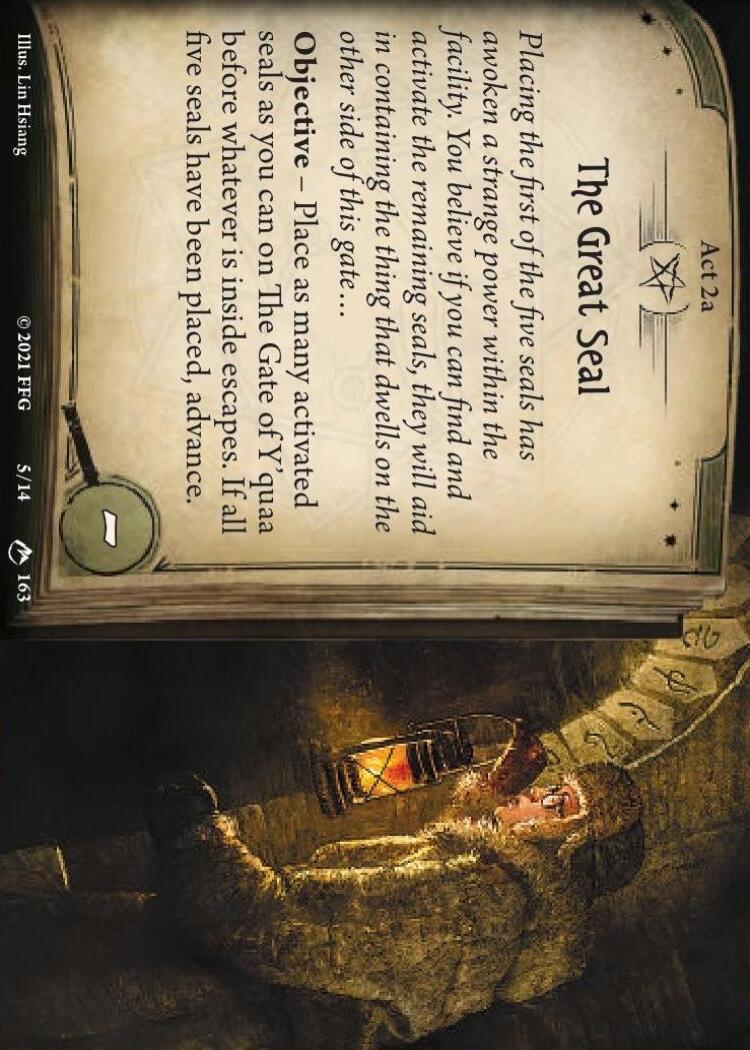 Act 2a
The Great Seal
Placing the first of the five seals has
awoken a strange power within the
facility. You believe if you can find and
activate the remaining seals, they will aid
in containing the thing that dwells on the
other side of this gate…
Objective – Place as many activated
seals as you can on The Gate of Y’quaa
before whatever is inside escapes. If all
five seals have been placed, advance.
–
Illus. Lin Hsiang © 2021 FFG 5/14 163